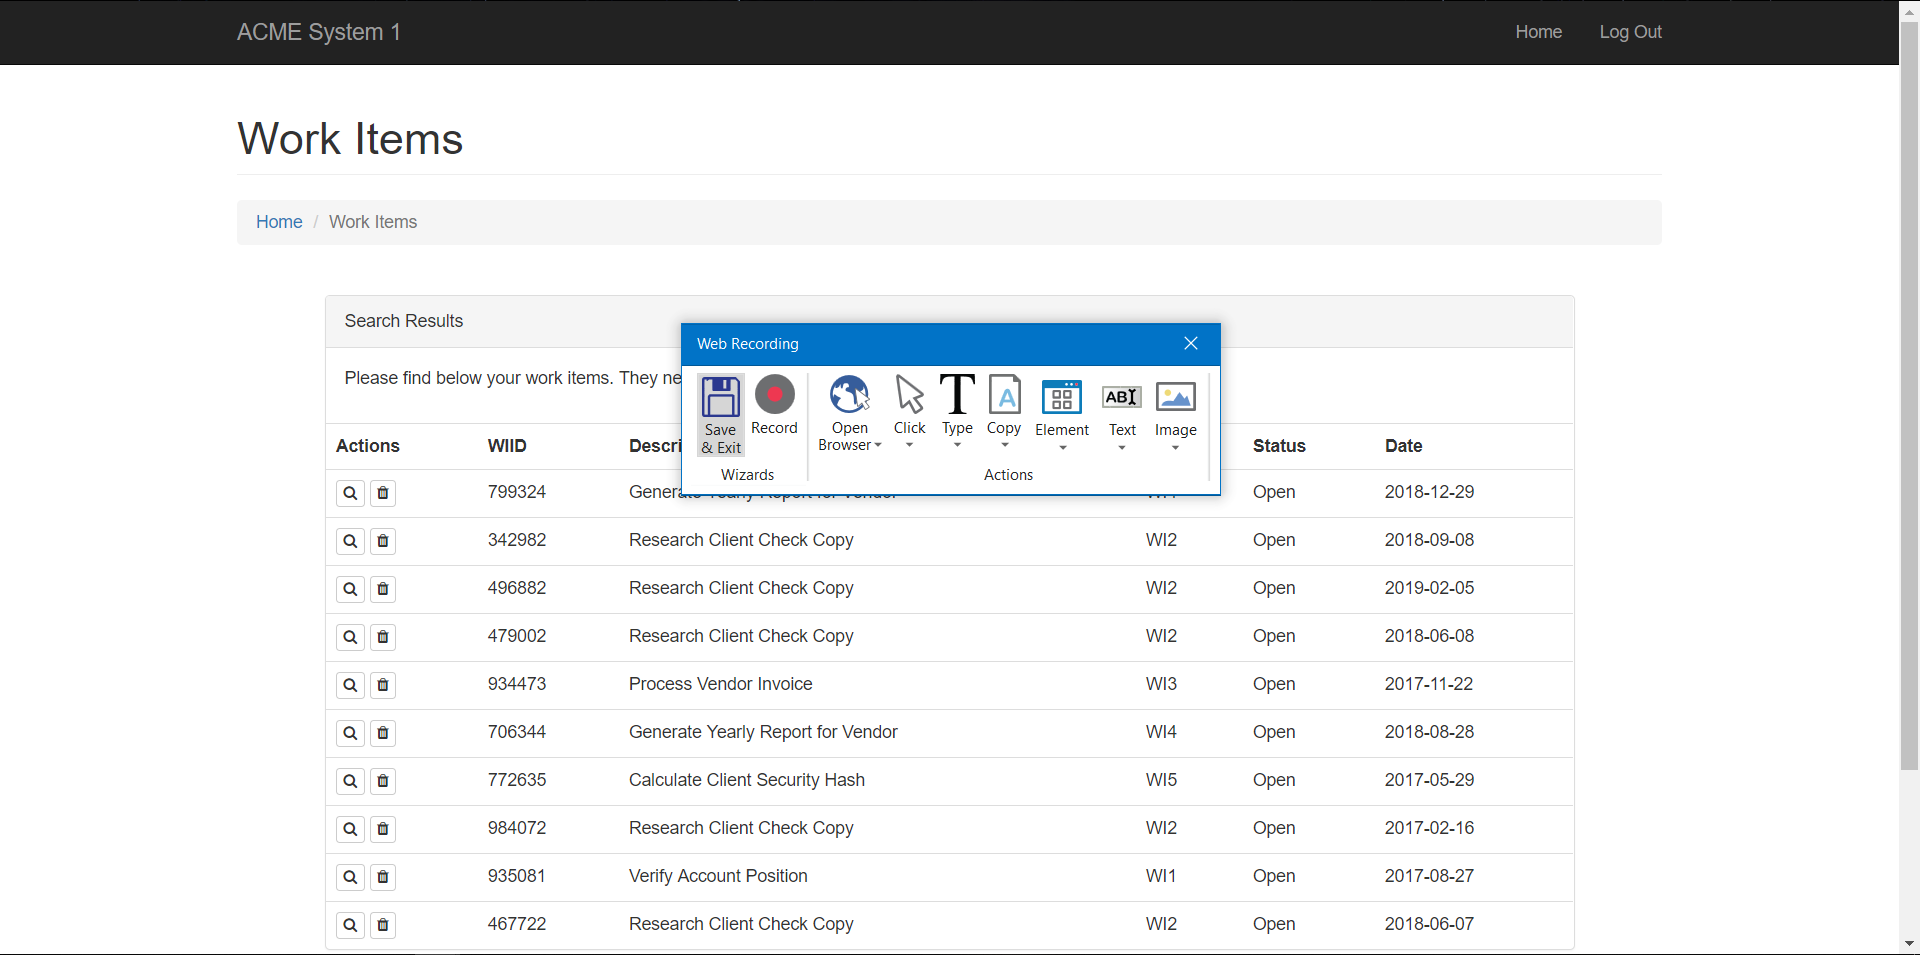 ACME System 1 Home Log Out
Work Items
Home / Work Items
Search Results
Web Recording
Please find below your work items. They ne
Save & Exit
Record
Open Browser
Click
Type
Copy
Element
Text
Image
Wizards
Actions
Actions WIID Descri Status Date
799324 Generate Yearly Report for Vendor Open 2018-12-29
342982 Research Client Check Copy WI2 Open 2018-09-08
496882 Research Client Check Copy WI2 Open 2019-02-05
479002 Research Client Check Copy WI2 Open 2018-06-08
934473 Process Vendor Invoice WI3 Open 2017-11-22
706344 Generate Yearly Report for Vendor WI4 Open 2018-08-28
772635 Calculate Client Security Hash WI5 Open 2017-05-29
984072 Research Client Check Copy WI2 Open 2017-02-16
935081 Verify Account Position WI1 Open 2017-08-27
467722 Research Client Check Copy WI2 Open 2018-06-07